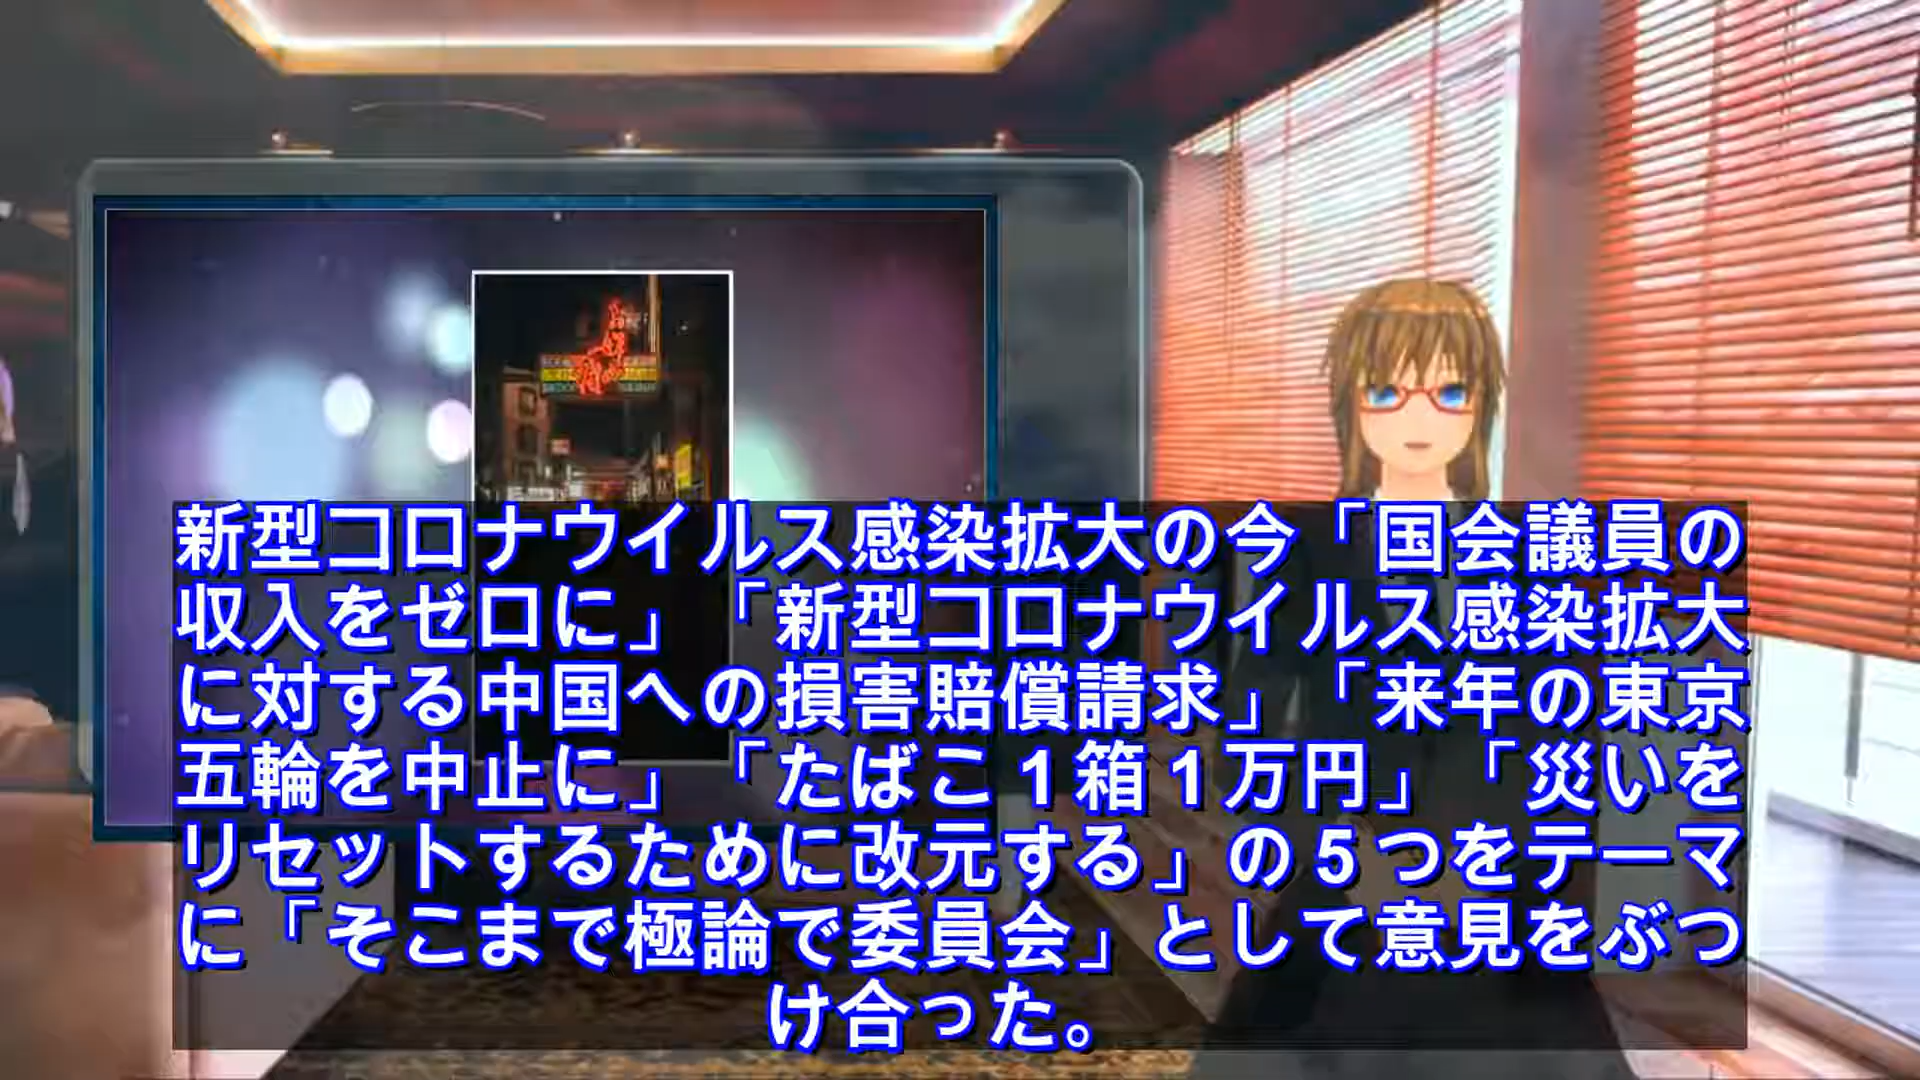 新型コロナウイルス感染拡大の今「国会議員の
収入をゼロに」「新型コロナウイルス感染拡大
に対する中国への損害賠償請求」「来年の東京
五輪を中止に」「たばこ１箱１万円」「災いを
リセットするために改元する」の５つをテーマ
に「そこまで極論で委員会」として意見をぶつ
け合った。